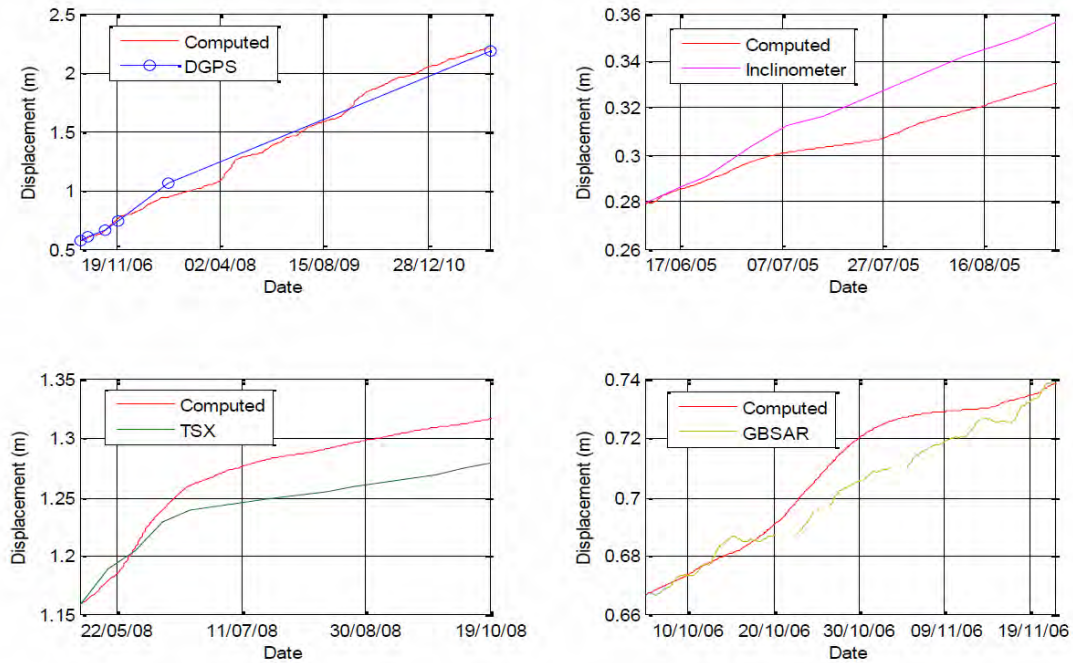 2.5
2
1.5
1
0.5
Displacement (m)
Computed
DGPS
19/11/06 02/04/08 15/08/09 28/12/10
Date
0.36
0.34
0.32
0.3
0.28
0.26
Displacement (m)
Computed
Inclinometer
17/06/05 07/07/05 27/07/05 16/08/05
Date
1.35
1.3
1.25
1.2
1.15
Displacement (m)
Computed
TSX
22/05/08 11/07/08 30/08/08 19/10/08
Date
0.74
0.72
0.7
0.68
0.66
Displacement (m)
Computed
GBSAR
10/10/06 20/10/06 30/10/06 09/11/06 19/11/06
Date